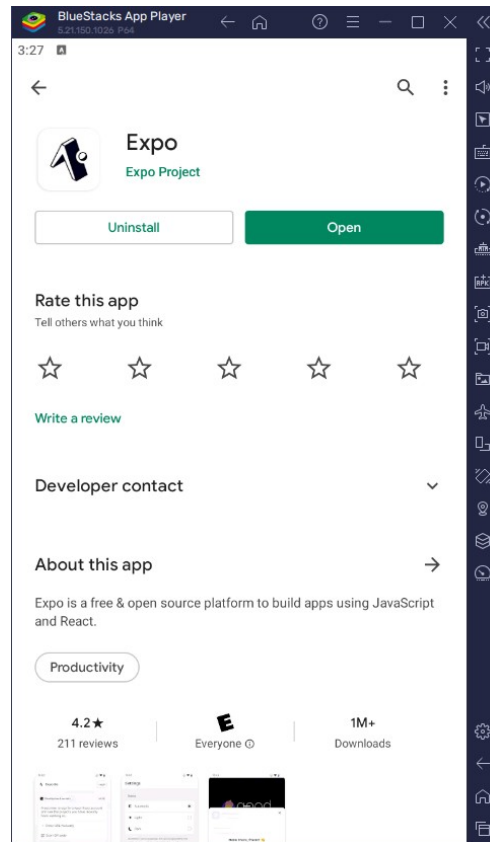 BlueStacks App Player
5.21.150.1026 P64
3:27
Expo
Expo Project
Uninstall
Open
Rate this app
Tell others what you think
Write a review
Developer contact
About this app
Expo is a free & open source platform to build apps using JavaScript
and React.
Productivity
4.2★
211 reviews
E
Everyone
1M+
Downloads
Settings